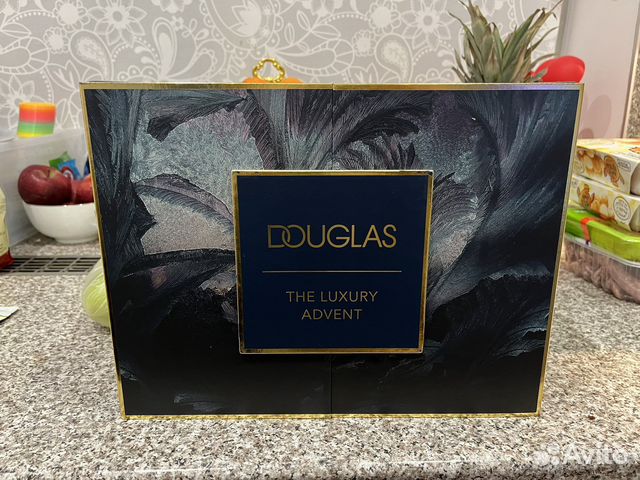 DOUGLAS
THE LUXURY
ADVENT
Avito